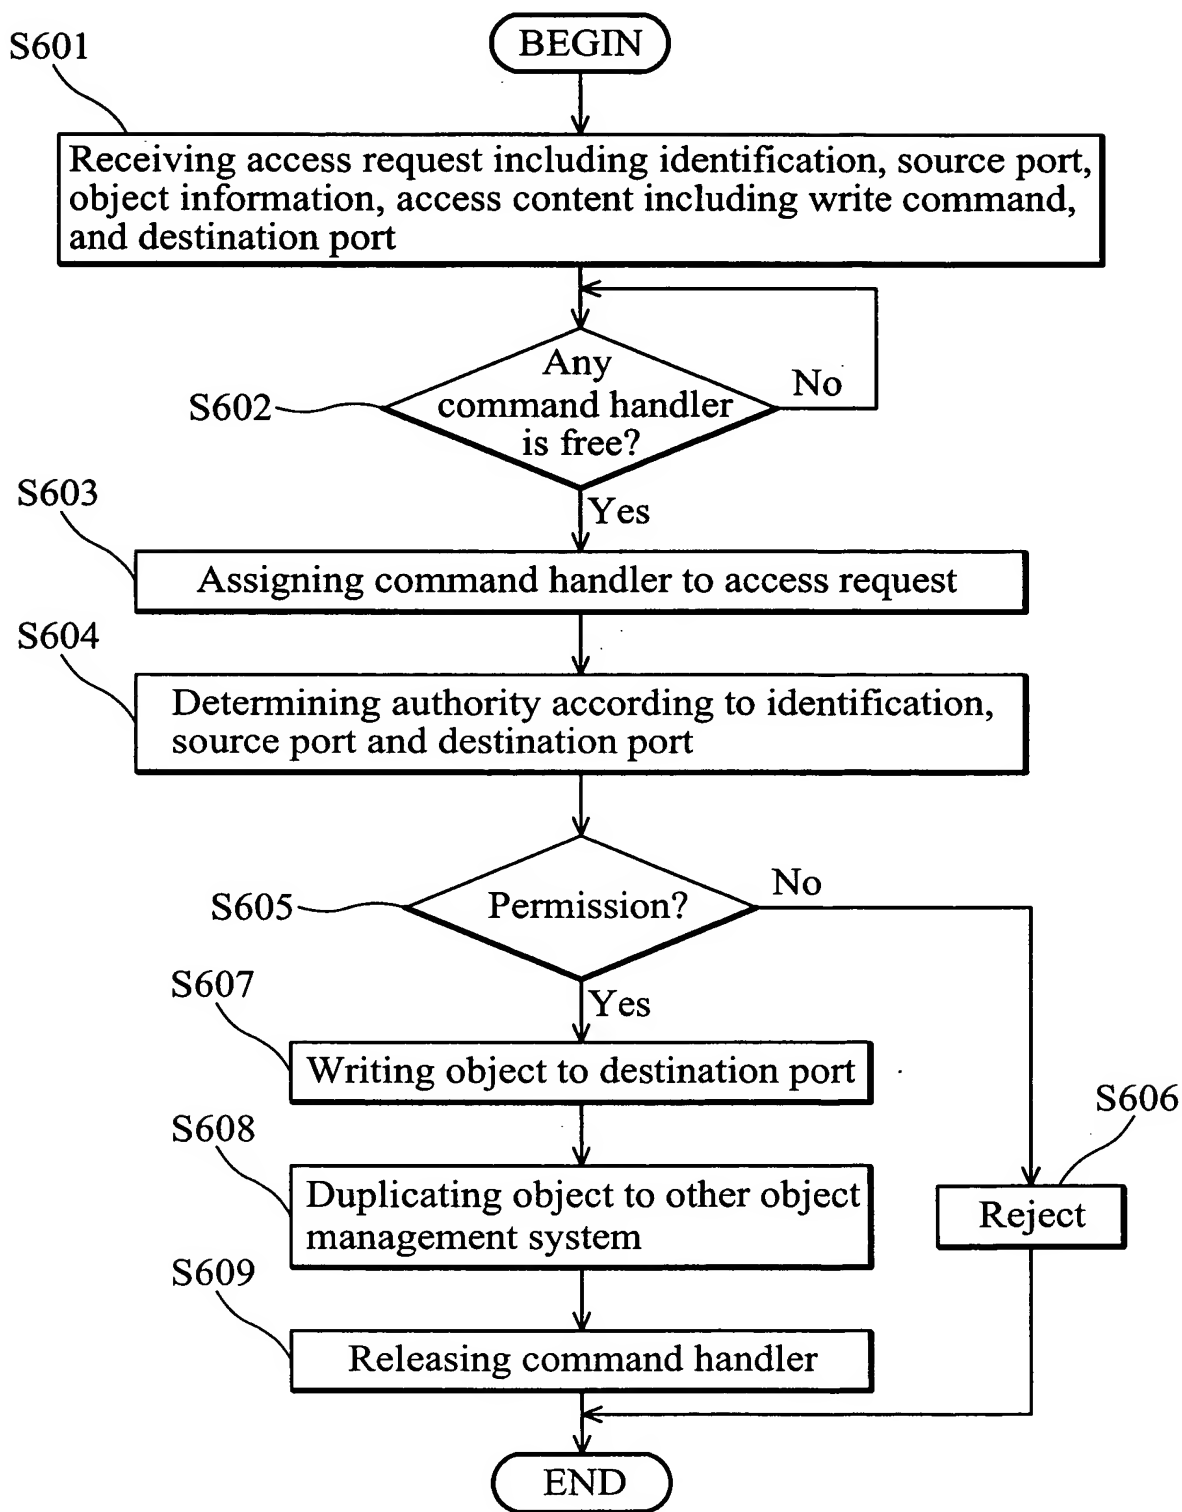 BEGIN
S601
Receiving access request including identification, source port,
object information, access content including write command,
and destination port
S602
Any
command handler
is free?
No
Yes
S603
Assigning command handler to access request
S604
Determining authority according to identification,
source port and destination port
S605
Permission?
No
Yes
S607
Writing object to destination port
S606
Reject
S608
Duplicating object to other object
management system
S609
Releasing command handler
END